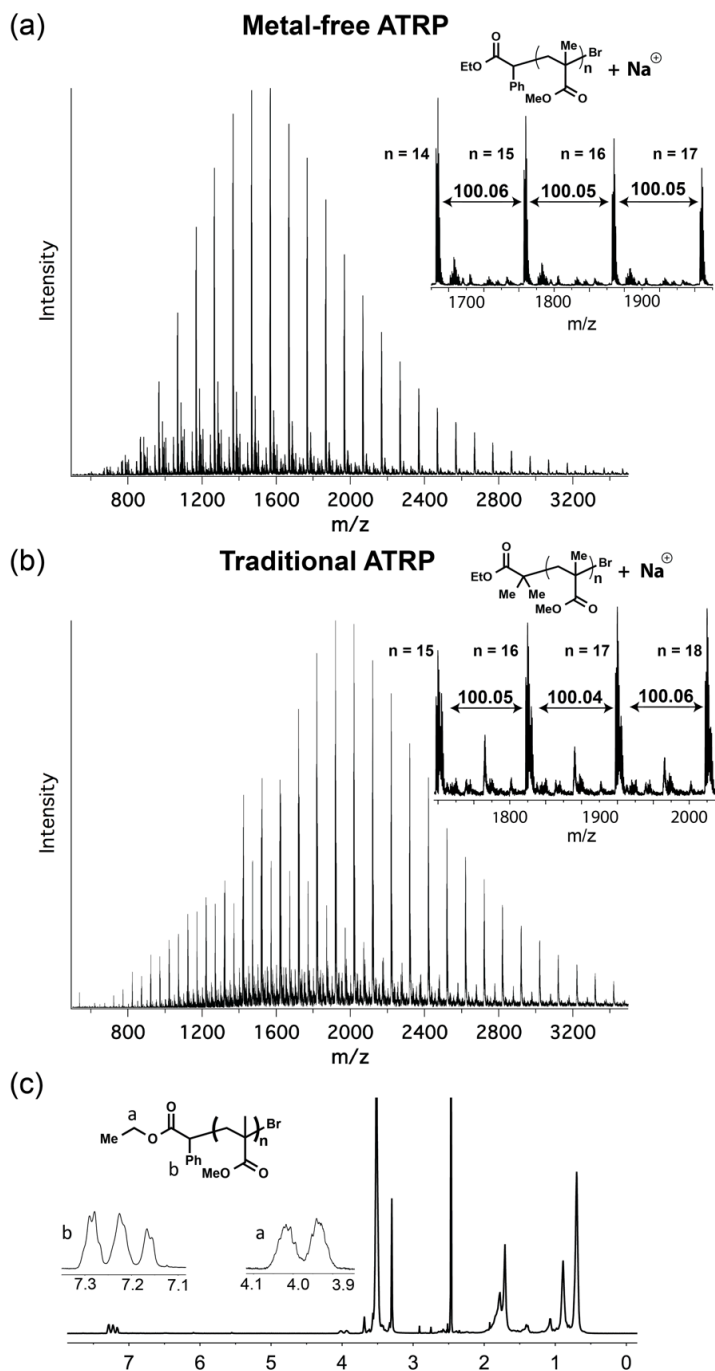 (a)
Metal-free ATRP
O
Me
Br
EtO
n
+ Na⊕
Ph
MeO
O
n = 14
n = 15
n = 16
n = 17
100.06
100.05
100.05
1700
1800
1900
m/z
Intensity
800
1200
1600
2000
2400
2800
3200
m/z
(b)
Traditional ATRP
O
Me
Br
EtO
n
+ Na⊕
Me
Me
MeO
O
n = 15
n = 16
n = 17
n = 18
100.05
100.04
100.06
1800
1900
2000
m/z
Intensity
800
1200
1600
2000
2400
2800
3200
m/z
(c)
a
O
Br
Me
O
n
Ph
b
MeO
O
b
7.3
7.2
7.1
a
4.1
4.0
3.9
7
6
5
4
3
2
1
0